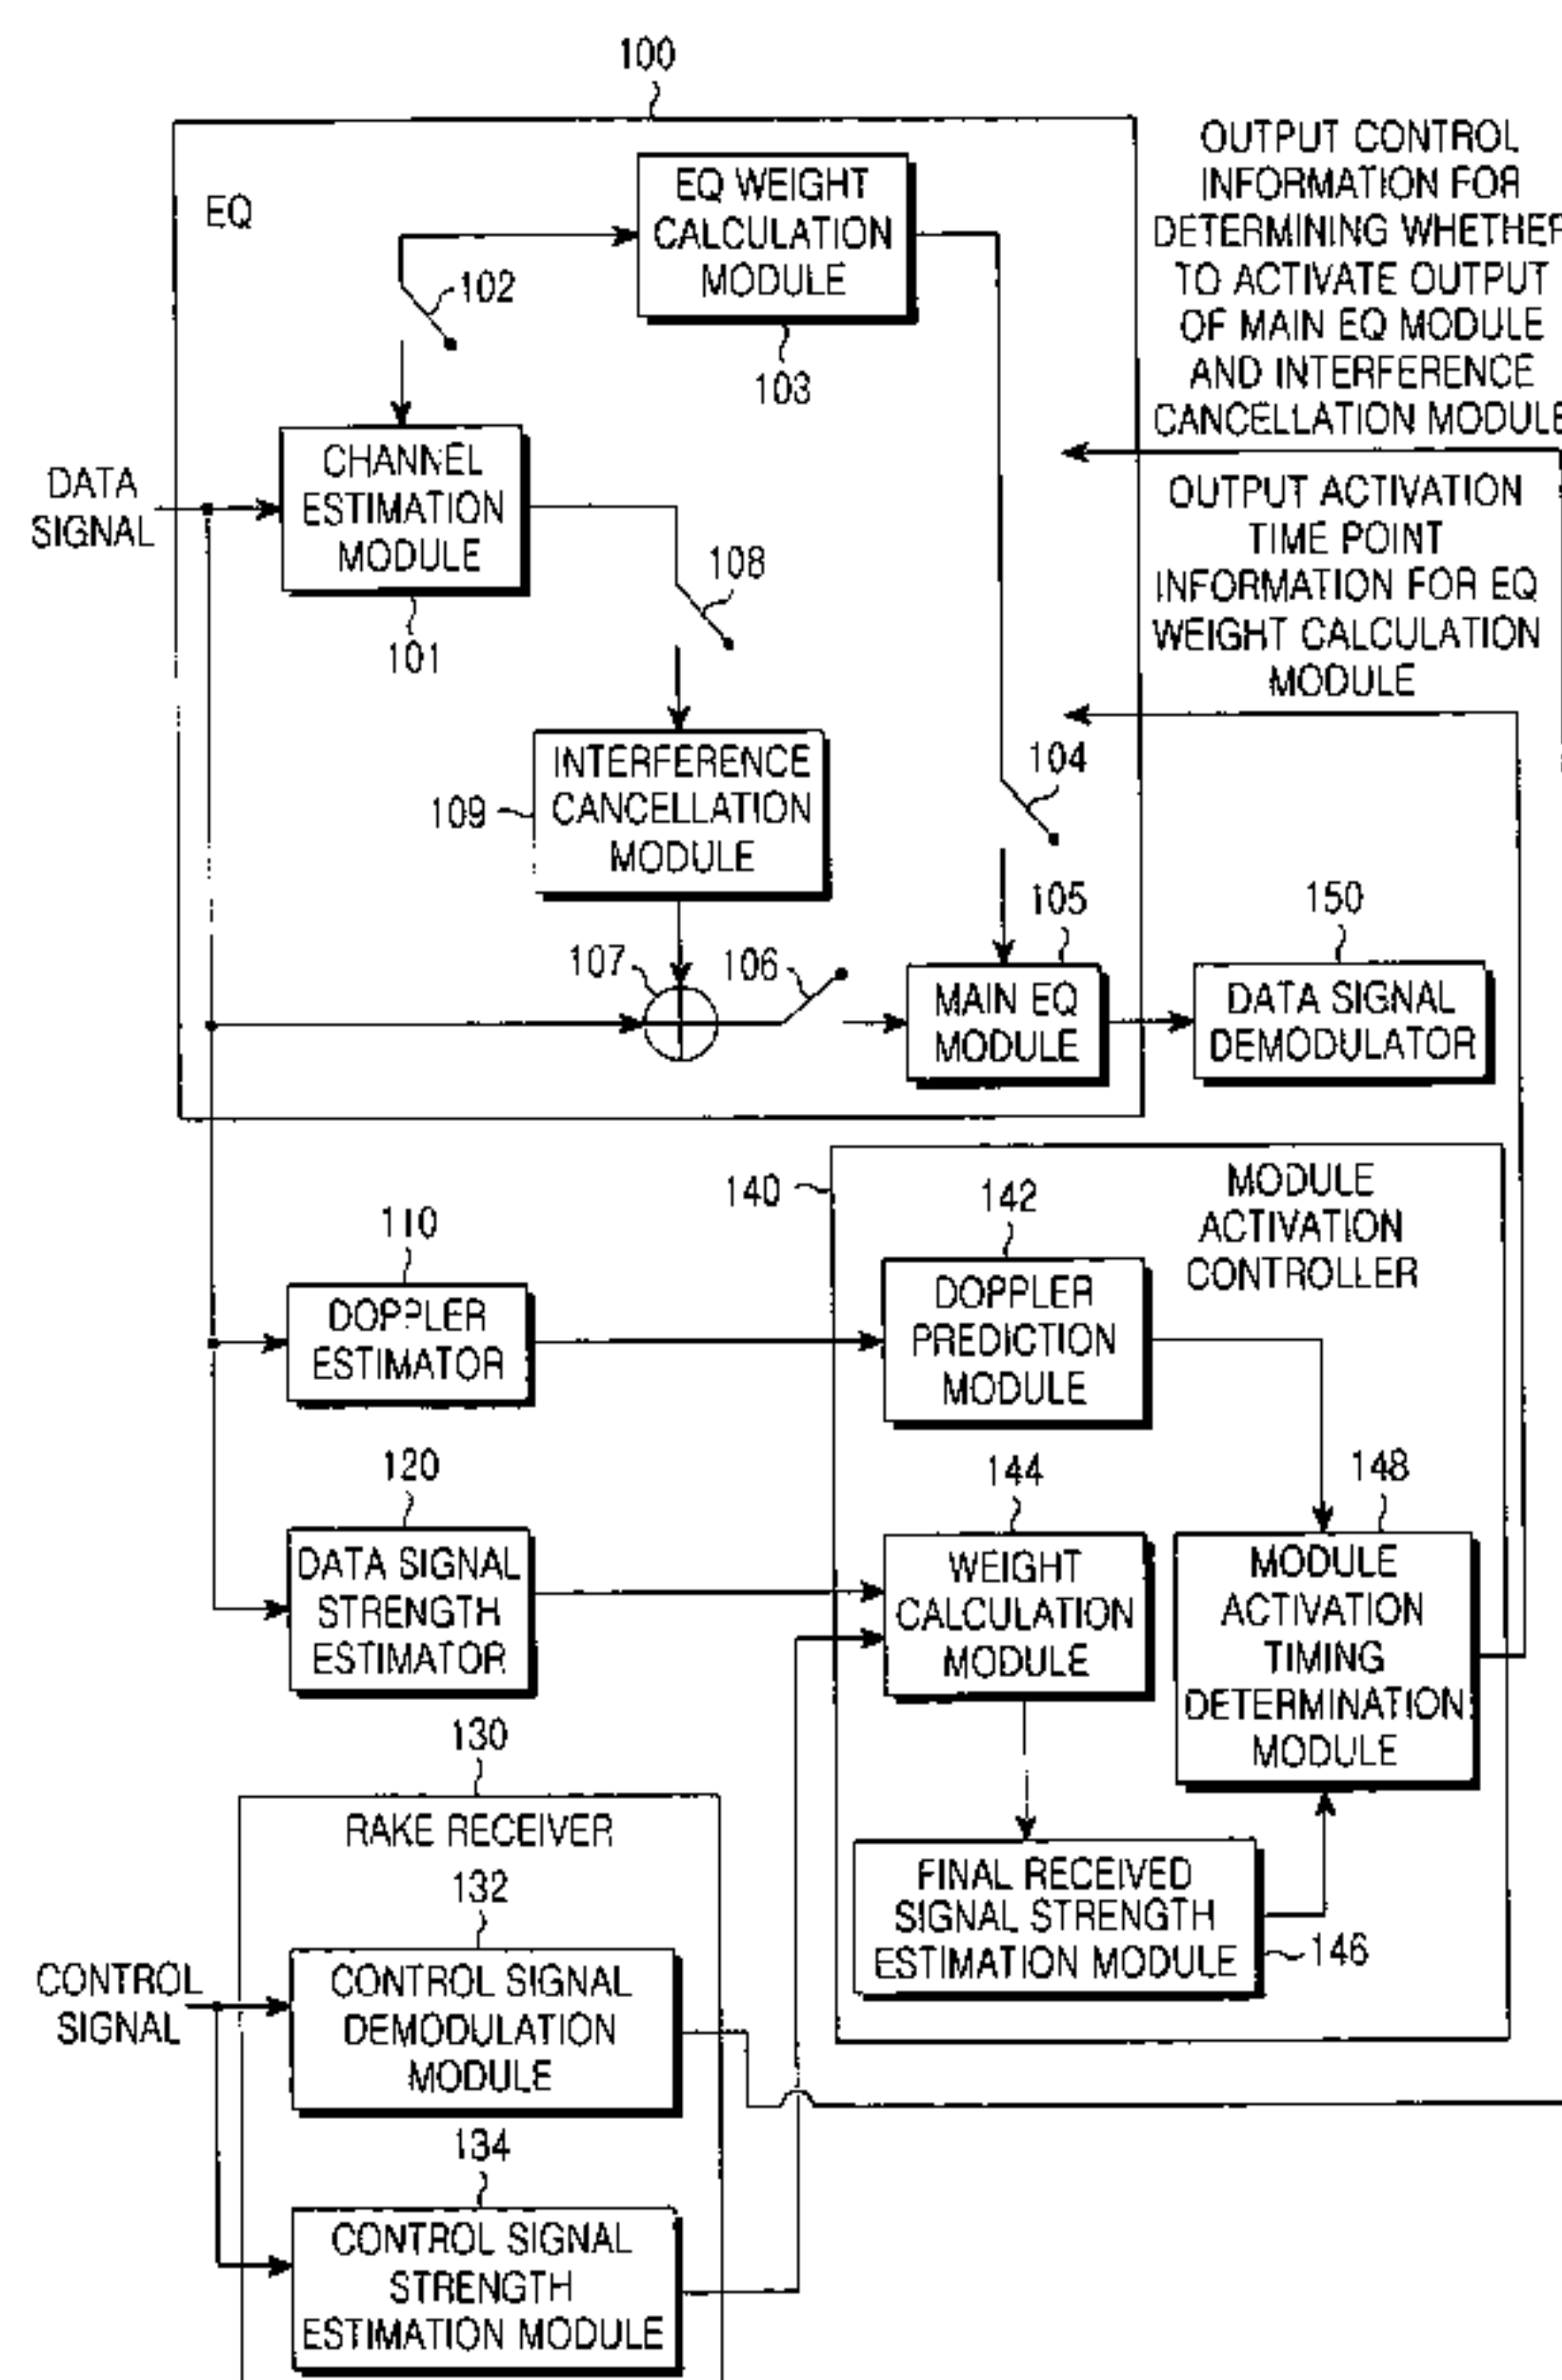 100
EQ
EQ WEIGHT
CALCULATION
MODULE
103
102
OUTPUT CONTROL
INFORMATION FOR
DETERMINING WHETHER
TO ACTIVATE OUTPUT
OF MAIN EQ MODULE
AND INTERFERENCE
CANCELLATION MODULE
DATA
SIGNAL
CHANNEL
ESTIMATION
MODULE
101
108
OUTPUT ACTIVATION
TIME POINT
INFORMATION FOR EQ
WEIGHT CALCULATION
MODULE
INTERFERENCE
CANCELLATION
MODULE
109
104
107
106
105
MAIN EQ
MODULE
150
DATA SIGNAL
DEMODULATOR
140
MODULE
ACTIVATION
CONTROLLER
110
DOPPLER
ESTIMATOR
142
DOPPLER
PREDICTION
MODULE
120
DATA SIGNAL
STRENGTH
ESTIMATOR
144
WEIGHT
CALCULATION
MODULE
148
MODULE
ACTIVATION
TIMING
DETERMINATION
MODULE
130
RAKE RECEIVER
132
FINAL RECEIVED
SIGNAL STRENGTH
ESTIMATION MODULE
146
CONTROL
SIGNAL
CONTROL SIGNAL
DEMODULATION
MODULE
134
CONTROL SIGNAL
STRENGTH
ESTIMATION MODULE